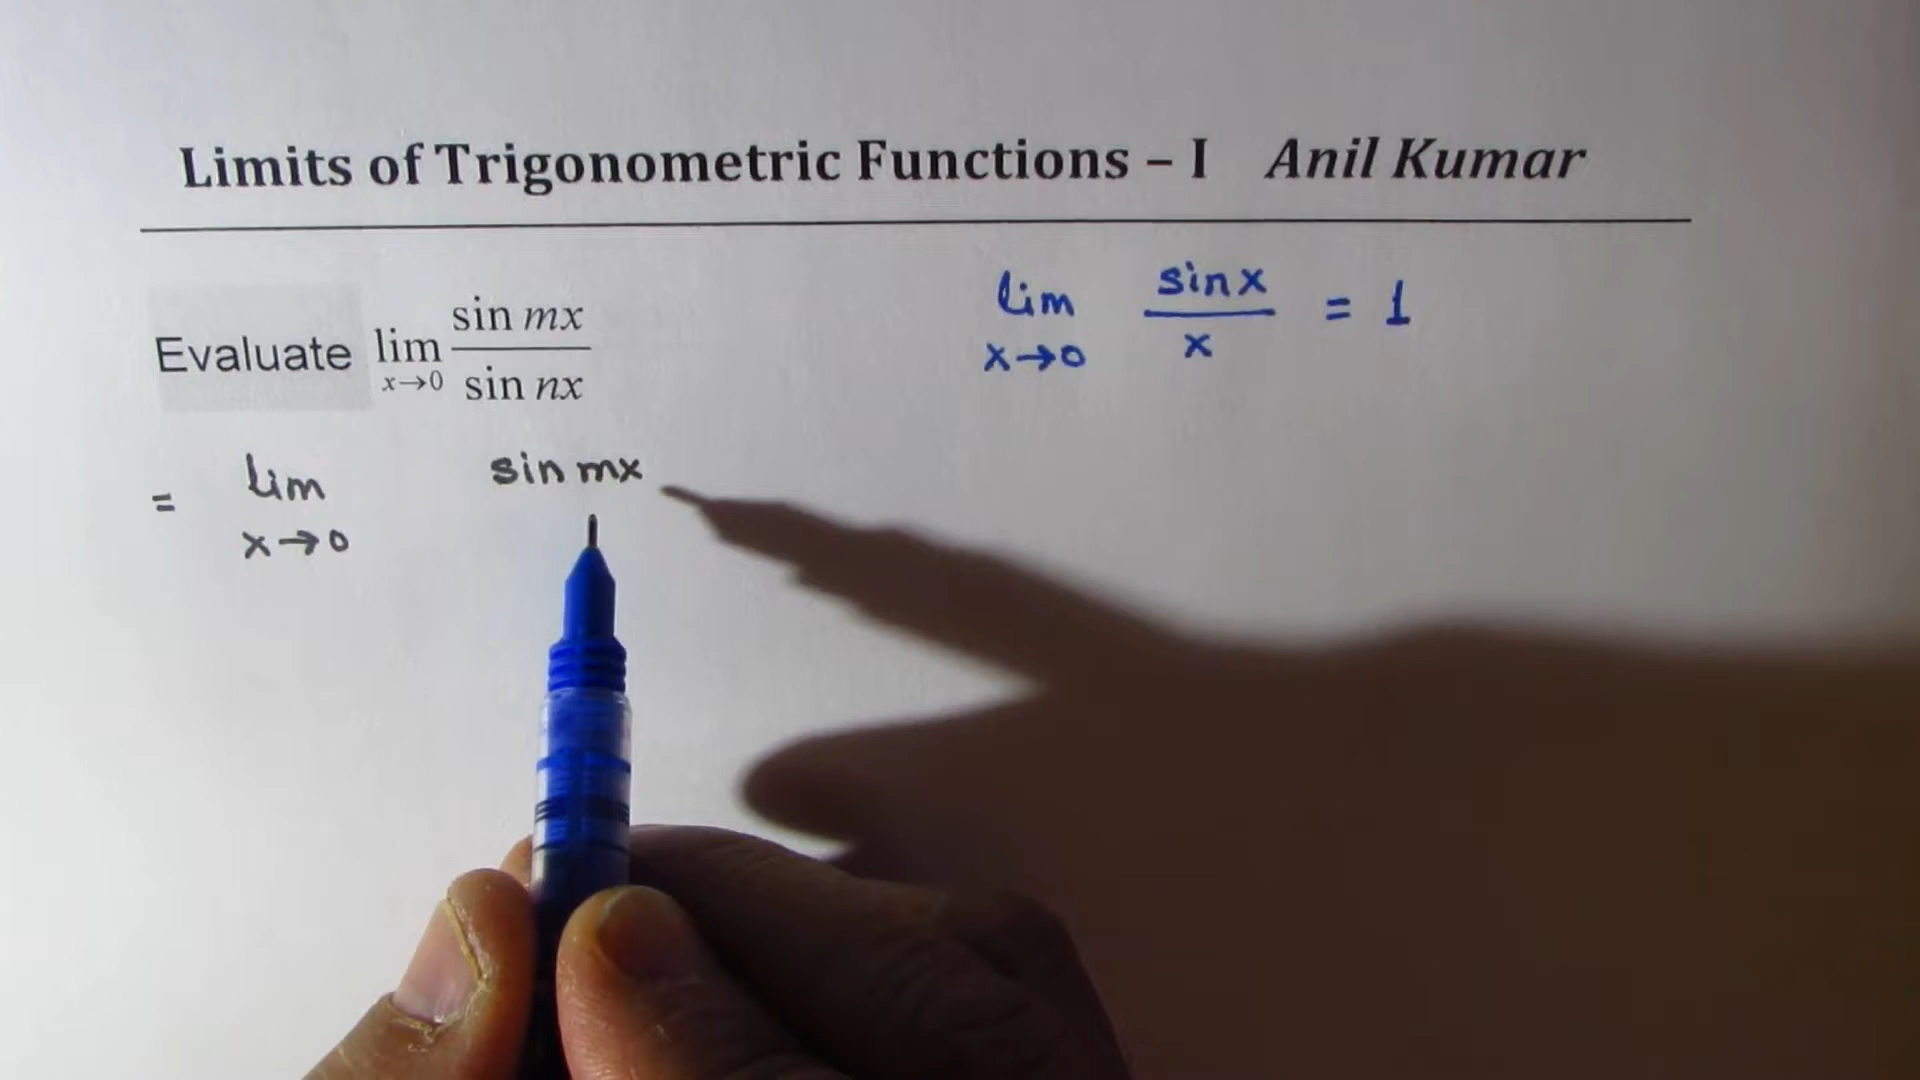 Limits of Trigonometric Functions – I Anil Kumar
Evaluate lim x→0 sin mx / sin nx
lim x→0 sin x / x = 1
= lim x→0 sin mx